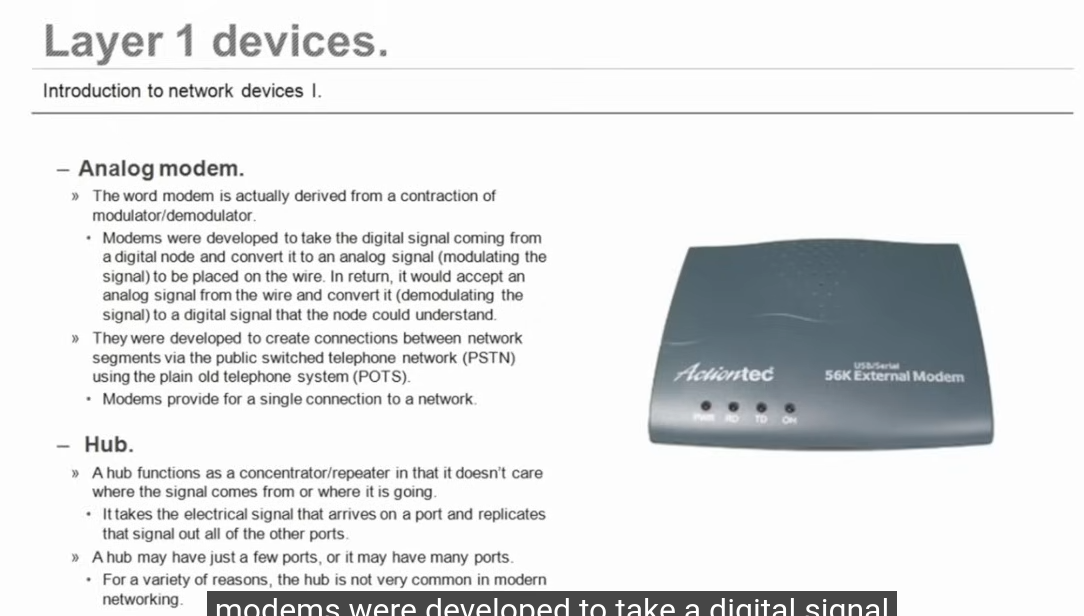 Layer 1 devices.
Introduction to network devices I.
– Analog modem.
» The word modem is actually derived from a contraction of
modulator/demodulator.
• Modems were developed to take the digital signal coming from
a digital node and convert it to an analog signal (modulating the
signal) to be placed on the wire. In return, it would accept an
analog signal from the wire and convert it (demodulating the
signal) to a digital signal that the node could understand.
» They were developed to create connections between network
segments via the public switched telephone network (PSTN)
using the plain old telephone system (POTS).
• Modems provide for a single connection to a network.
– Hub.
» A hub functions as a concentrator/repeater in that it doesn't care
where the signal comes from or where it is going.
• It takes the electrical signal that arrives on a port and replicates
that signal out all of the other ports.
» A hub may have just a few ports, or it may have many ports.
• For a variety of reasons, the hub is not very common in modern
networking.
Actiontec
USB/Serial
56K External Modem
PWR RD TD OH
modems were developed to take a digital signal